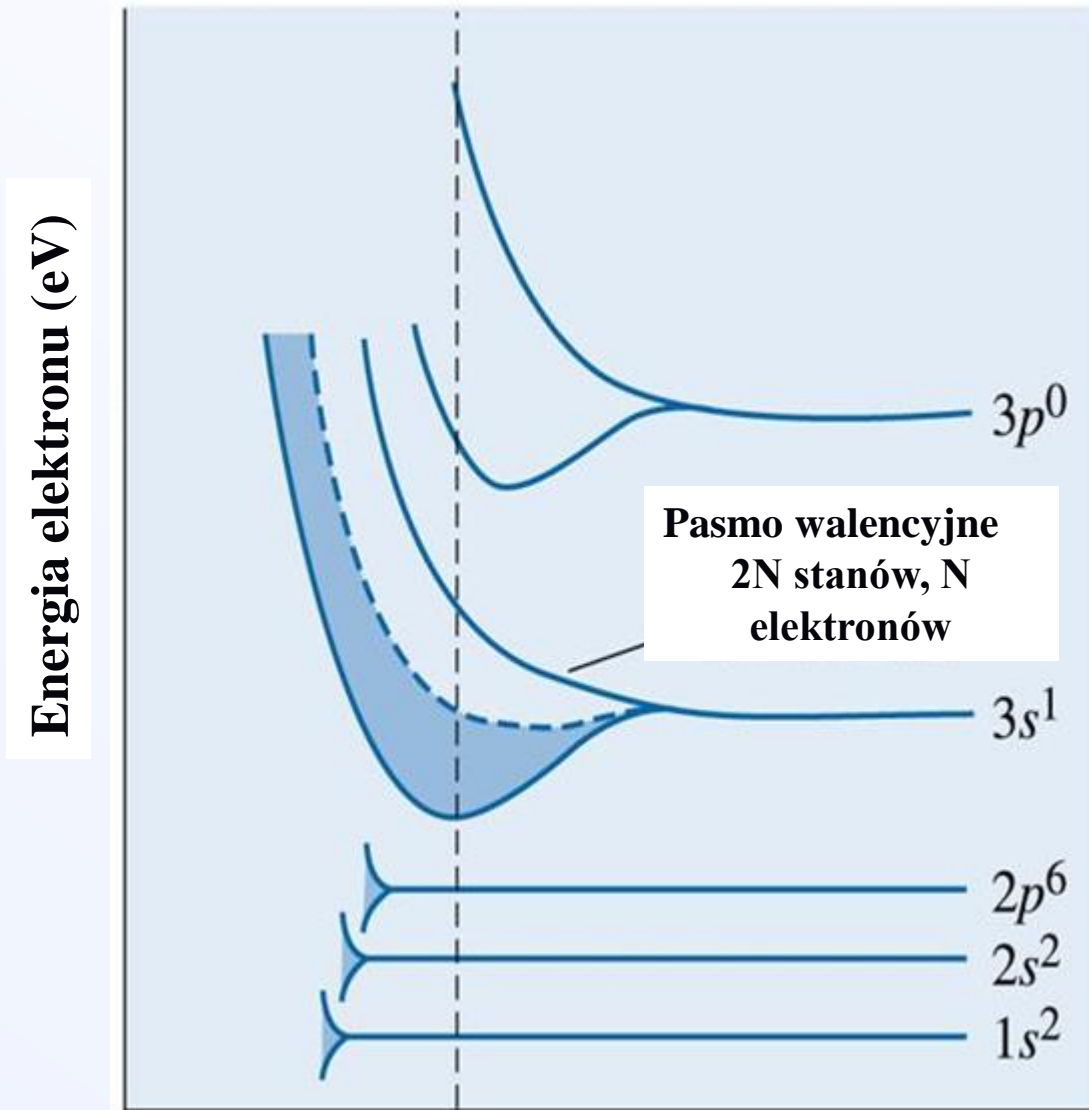 Energia elektronu (eV)
3p⁰
Pasmo walencyjne
2N stanów, N
elektronów
3s¹
2p⁶
2s²
1s²